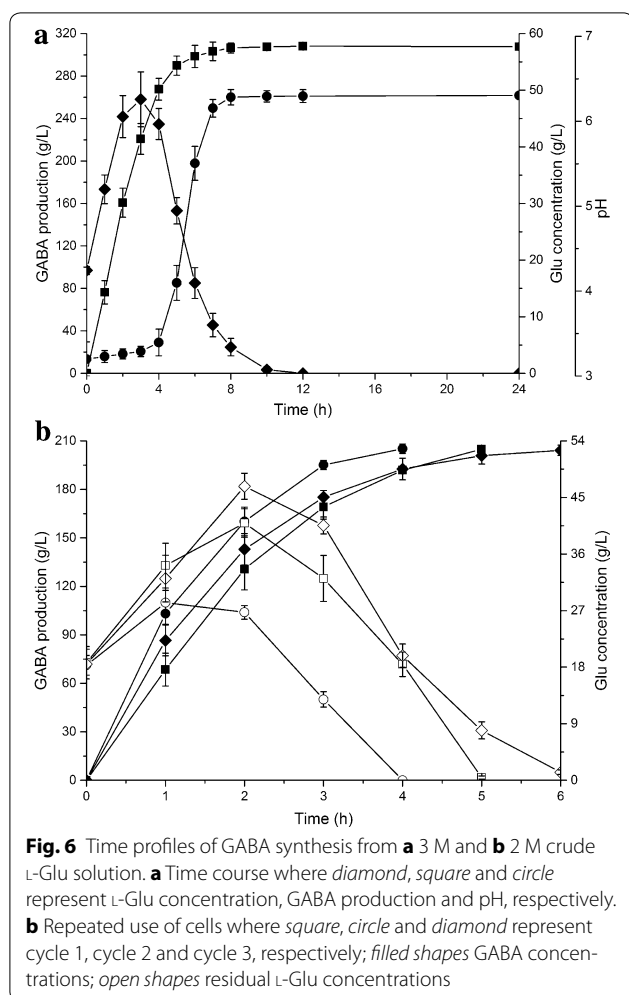 a
320
280
240
200
160
120
80
40
0
GABA production (g/L)
60
50
40
30
20
10
0
Glu concentration (g/L)
7
6
5
4
3
pH
0 4 8 12 16 20 24
Time (h)
b
210
180
150
120
90
60
30
0
GABA production (g/L)
54
45
36
27
18
9
0
Glu concentration (g/L)
0 1 2 3 4 5 6
Time (h)
Fig. 6 Time profiles of GABA synthesis from a 3 M and b 2 M crude
L-Glu solution. a Time course where diamond, square and circle
represent L-Glu concentration, GABA production and pH, respectively.
b Repeated use of cells where square, circle and diamond represent
cycle 1, cycle 2 and cycle 3, respectively; filled shapes GABA concen-
trations; open shapes residual L-Glu concentrations